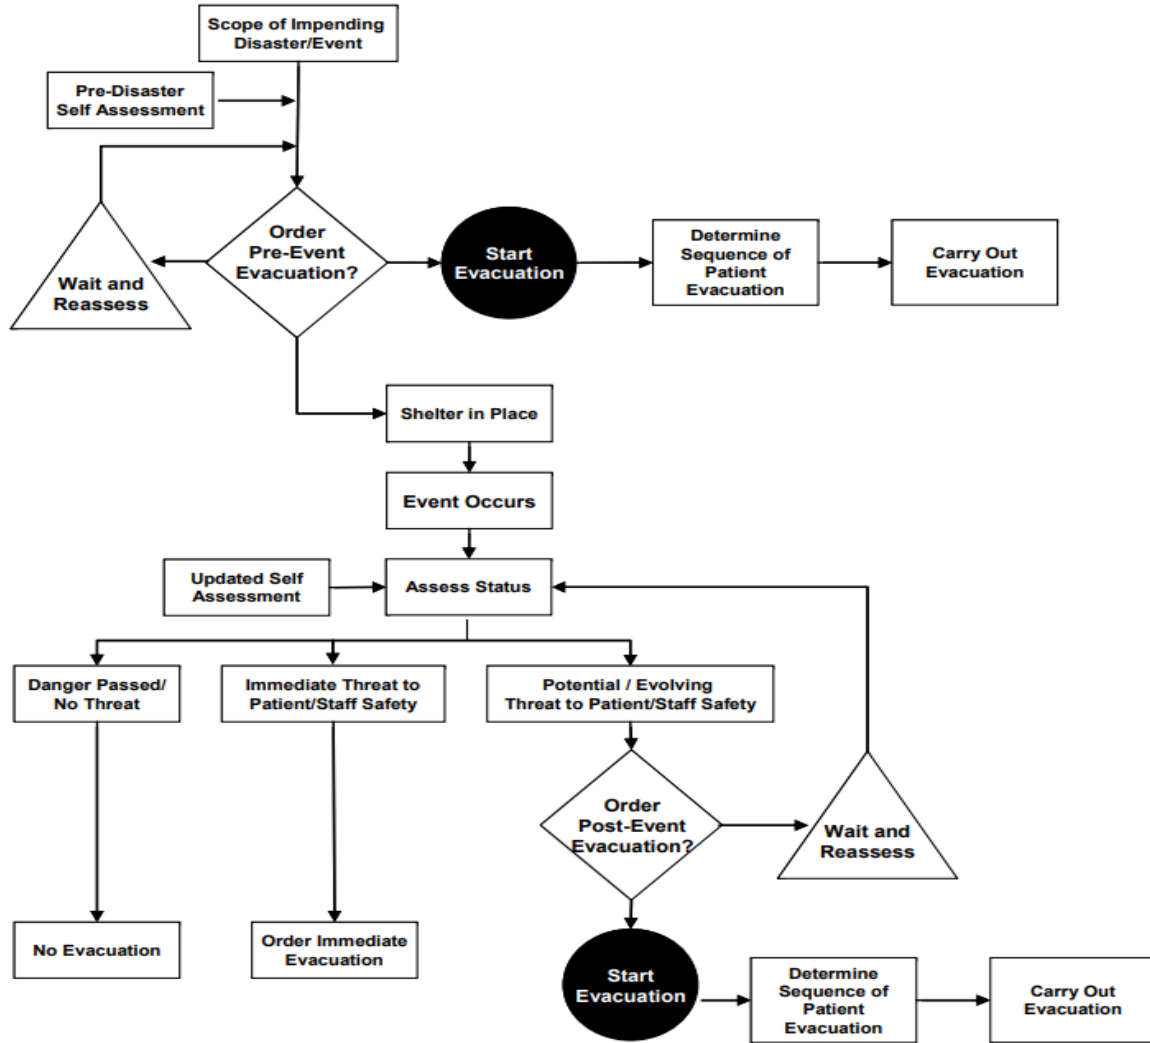 Scope of Impending
Disaster/Event
Pre-Disaster
Self Assessment
Order
Pre-Event
Evacuation?
Wait and
Reassess
Start
Evacuation
Determine
Sequence of
Patient
Evacuation
Carry Out
Evacuation
Shelter in Place
Event Occurs
Updated Self
Assessment
Assess Status
Danger Passed/
No Threat
Immediate Threat to
Patient/Staff Safety
Potential / Evolving
Threat to Patient/Staff Safety
Order
Post-Event
Evacuation?
Wait and
Reassess
No Evacuation
Order Immediate
Evacuation
Start
Evacuation
Determine
Sequence of
Patient
Evacuation
Carry Out
Evacuation